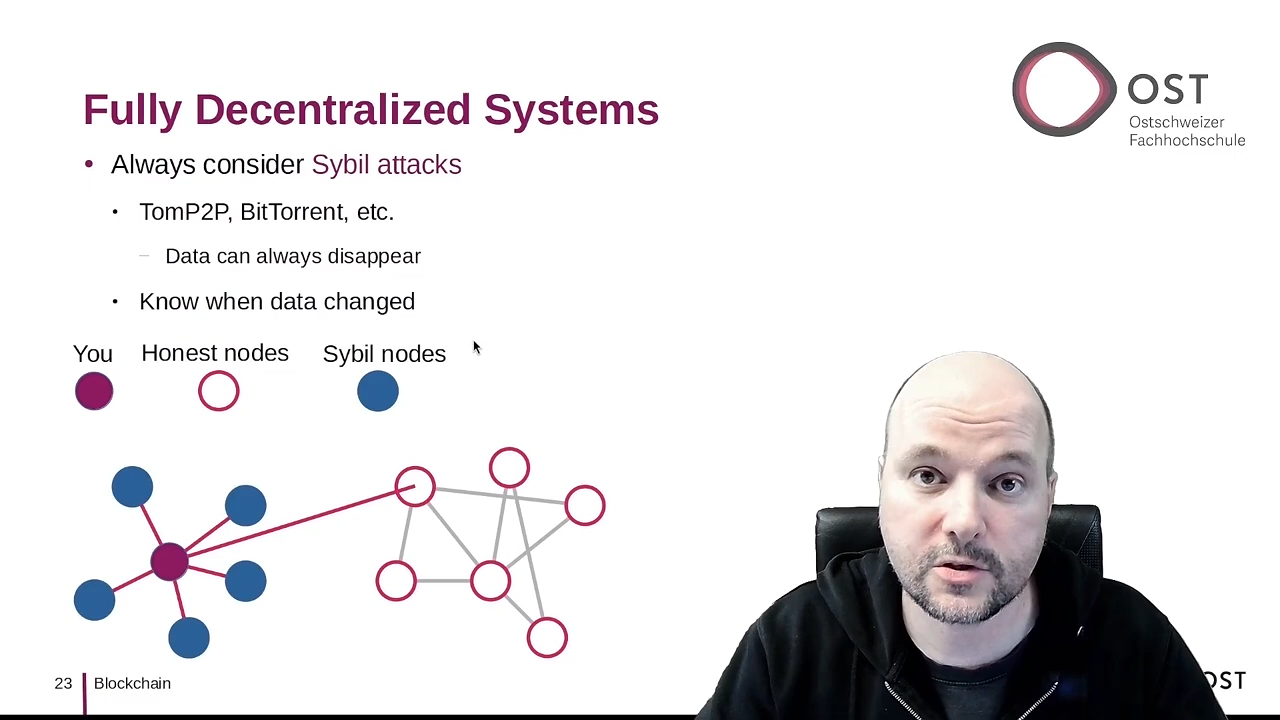 OST
Ostschweizer
Fachhochschule
Fully Decentralized Systems
• Always consider Sybil attacks
• TomP2P, BitTorrent, etc.
– Data can always disappear
• Know when data changed
You Honest nodes Sybil nodes
23 Blockchain
OST